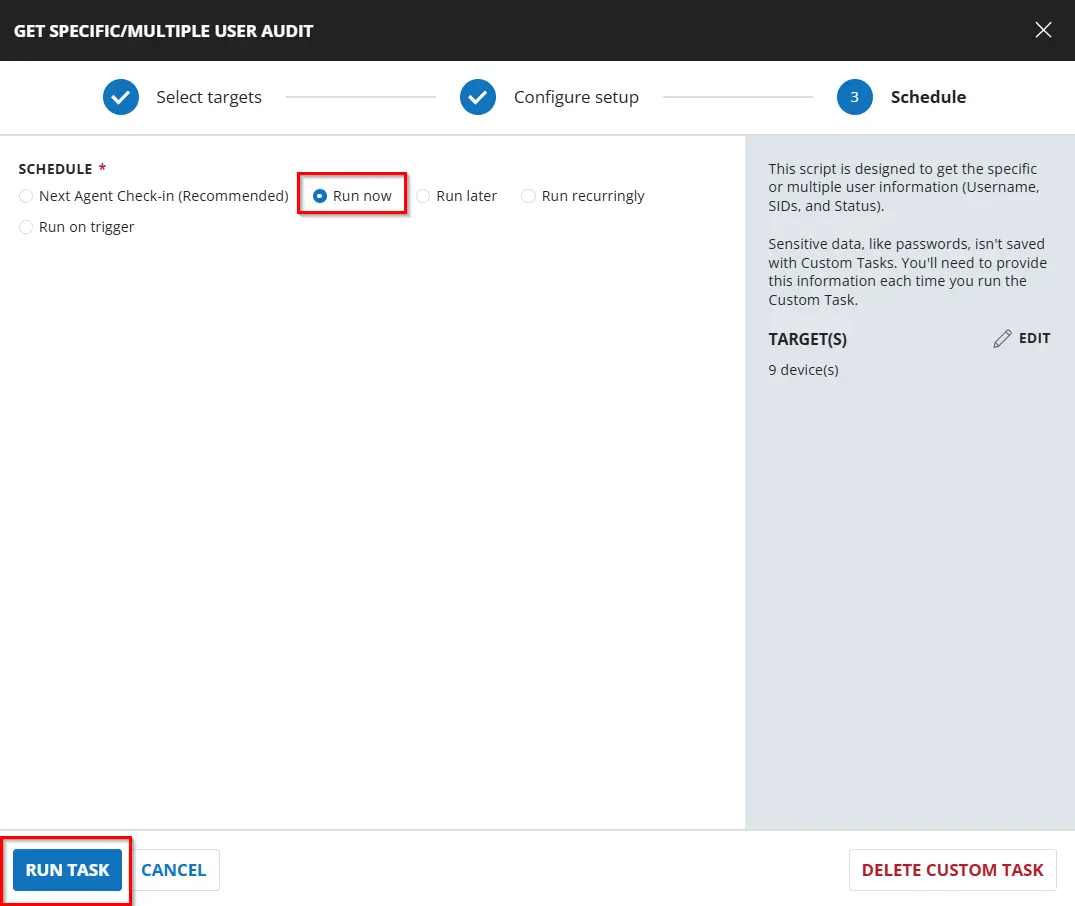 GET SPECIFIC/MULTIPLE USER AUDIT
Select targets
Configure setup
3 Schedule
SCHEDULE *
Next Agent Check-in (Recommended) Run now Run later Run recurringly
Run on trigger
This script is designed to get the specific
or multiple user information (Username,
SIDs, and Status).
Sensitive data, like passwords, isn't saved
with Custom Tasks. You'll need to provide
this information each time you run the
Custom Task.
TARGET(S) EDIT
9 device(s)
RUN TASK CANCEL DELETE CUSTOM TASK